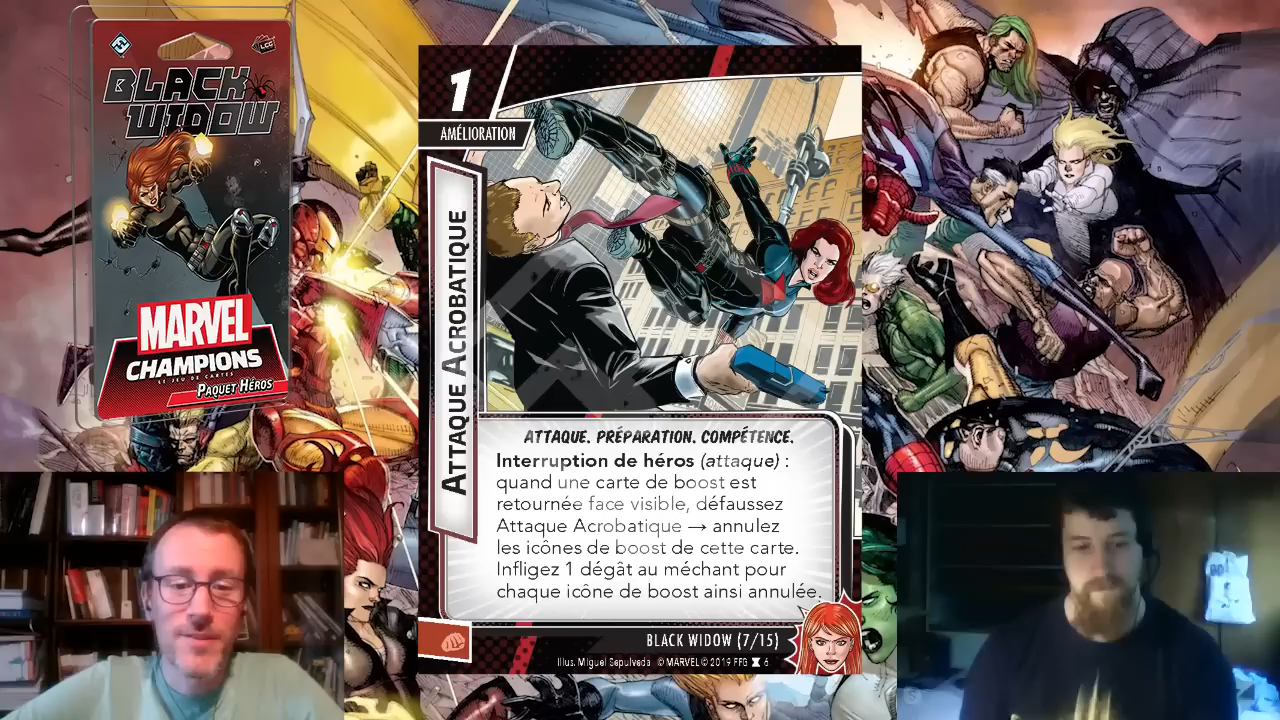 LCG
BLACK
WIDOW
MARVEL
CHAMPIONS
LE JEU DE CARTES
PAQUET HÉROS
1
AMÉLIORATION
ATTAQUE ACROBATIQUE
ATTAQUE. PRÉPARATION. COMPÉTENCE.
Interruption de héros (attaque) :
quand une carte de boost est
retournée face visible, défaussez
Attaque Acrobatique → annulez
les icônes de boost de cette carte.
Infligez 1 dégât au méchant pour
chaque icône de boost ainsi annulée.
BLACK WIDOW (7/15)
Illus. Miguel Sepulveda © MARVEL © 2019 FFG 6